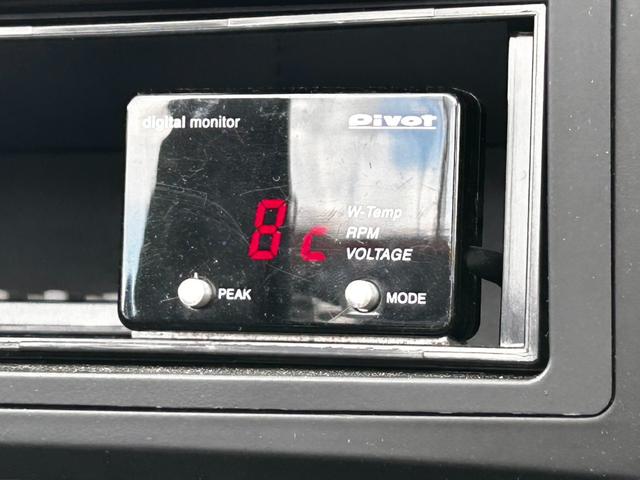 digital monitor
Pivot
W-Temp
8c RPM
VOLTAGE
PEAK
MODE